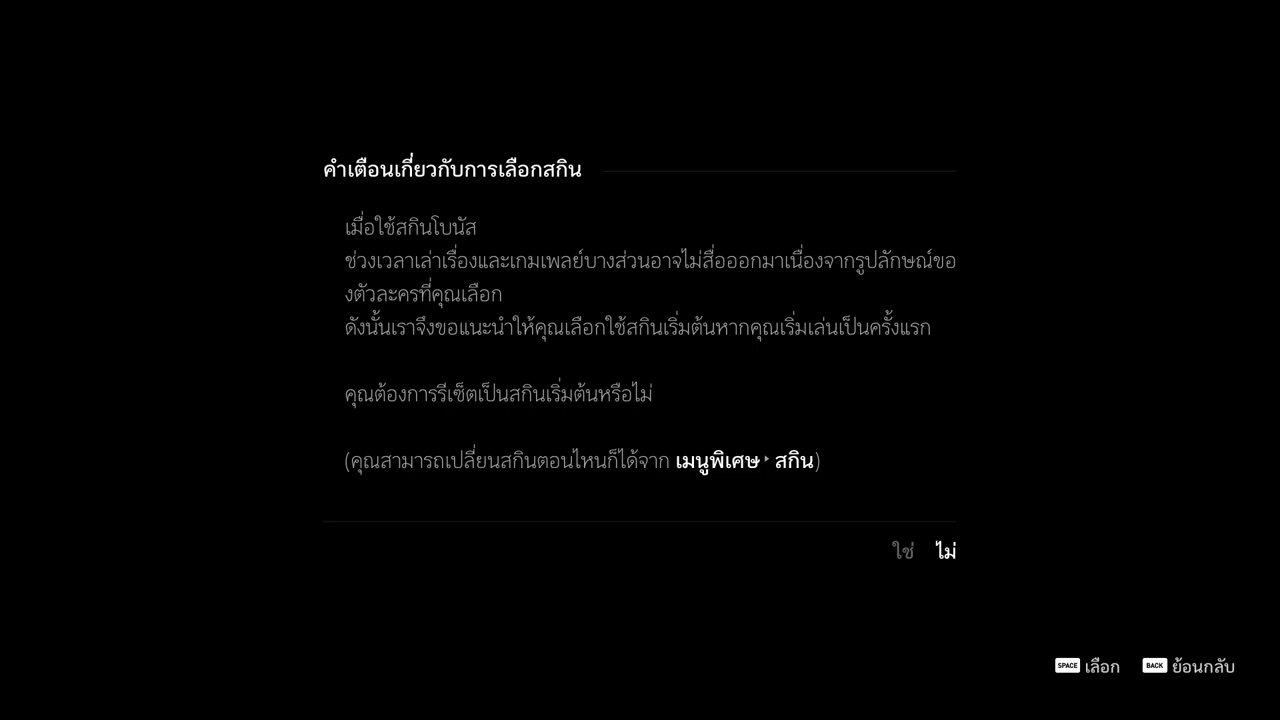 คำเตือนเกี่ยวกับการเลือกสกิน
เมื่อใช้สกินโบนัส
ช่วงเวลาเล่าเรื่องและเกมเพลย์บางส่วนอาจไม่สื่อออกมาเนื่องจากรูปลักษณ์ขอ
งตัวละครที่คุณเลือก
ดังนั้นเราจึงขอแนะนำให้คุณเลือกใช้สกินเริ่มต้นหากคุณเริ่มเล่นเป็นครั้งแรก
คุณต้องการรีเซ็ตเป็นสกินเริ่มต้นหรือไม่
(คุณสามารถเปลี่ยนสกินตอนไหนก็ได้จาก เมนูพิเศษ ‣ สกิน)
ใช่ ไม่
SPACE เลือก BACK ย้อนกลับ